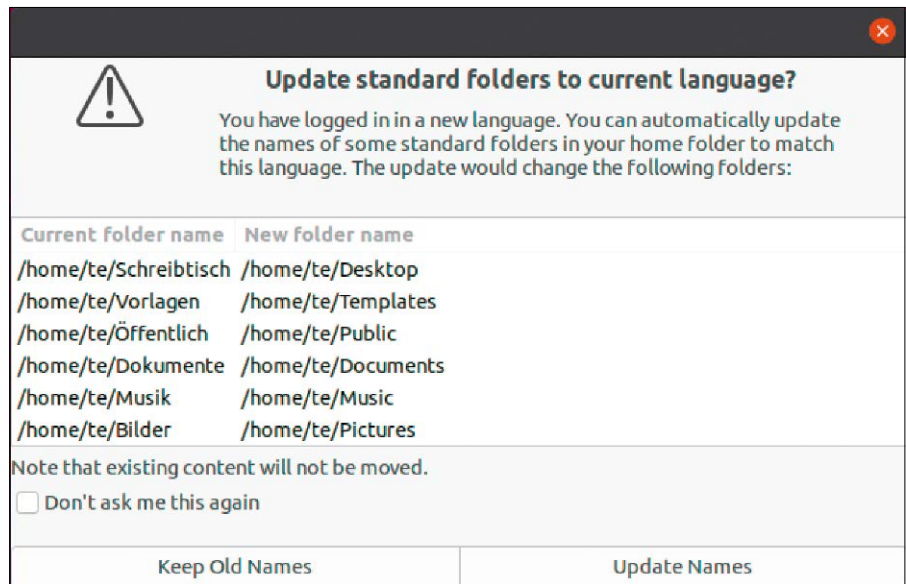 Update standard folders to current language?
You have logged in in a new language. You can automatically update
the names of some standard folders in your home folder to match
this language. The update would change the following folders:
Current folder name New folder name
/home/te/Schreibtisch /home/te/Desktop
/home/te/Vorlagen /home/te/Templates
/home/te/Öffentlich /home/te/Public
/home/te/Dokumente /home/te/Documents
/home/te/Musik /home/te/Music
/home/te/Bilder /home/te/Pictures
Note that existing content will not be moved.
Don't ask me this again
Keep Old Names Update Names